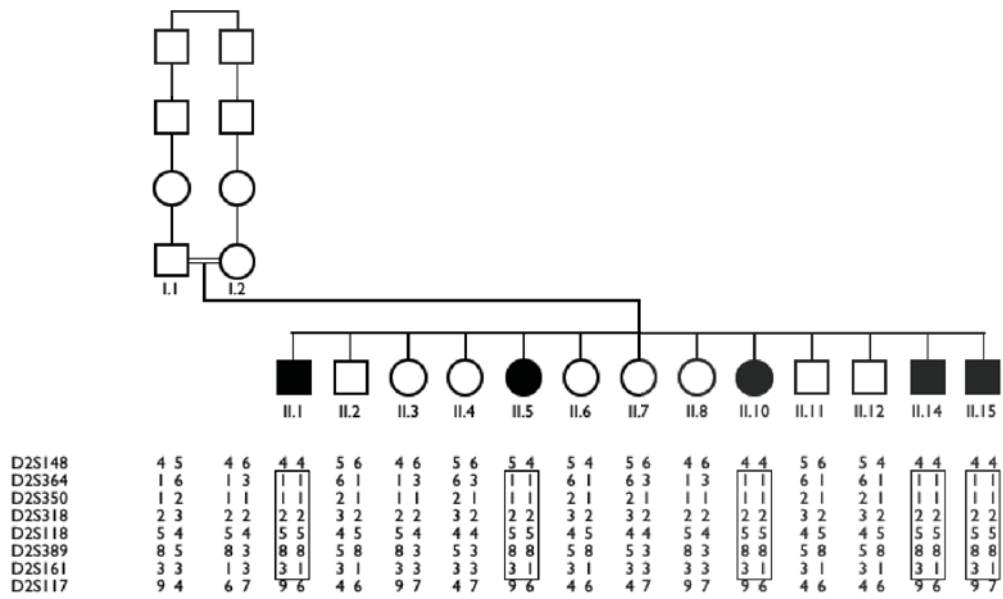 I.1 I.2
II.1 II.2 II.3 II.4 II.5 II.6 II.7 II.8 II.10 II.11 II.12 II.14 II.15
D2S148 4 5 4 6 4 4 5 6 4 6 5 6 5 4 5 4 5 6 4 6 4 4 5 6 5 4 4 4 4 4
D2S364 1 6 1 3 1 1 6 1 1 3 6 3 1 1 6 1 6 3 1 3 1 1 6 1 6 1 1 1 1 1
D2S350 1 2 1 1 1 1 2 1 1 1 2 1 1 1 2 1 2 1 1 1 1 1 2 1 2 1 1 1 1 1
D2S318 2 3 2 2 2 2 3 2 2 2 3 2 2 2 3 2 3 2 2 2 2 2 3 2 3 2 2 2 2 2
D2S118 5 4 5 4 5 5 4 5 5 4 4 4 5 5 4 5 4 4 5 4 5 5 4 5 4 5 5 5 5 5
D2S389 8 5 8 3 8 8 5 8 8 3 5 3 8 8 5 8 5 3 8 3 8 8 5 8 5 8 8 8 8 8
D2S161 3 3 1 3 3 1 3 1 3 3 3 3 3 1 3 1 3 3 3 3 3 1 3 1 3 1 3 1 3 1
D2S117 9 4 6 7 9 6 4 6 9 7 4 7 9 6 4 6 4 7 9 7 9 6 4 6 4 6 9 6 9 7